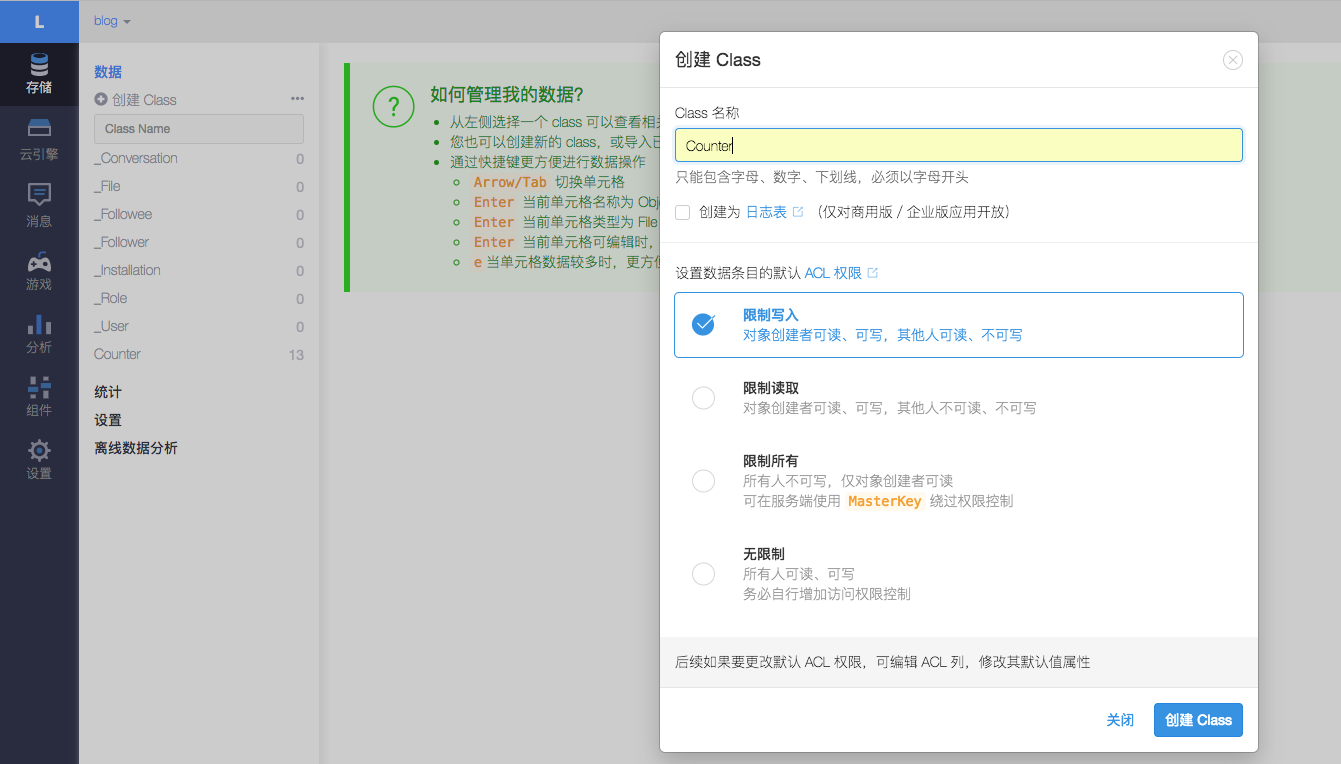 L
blog
存储
云引擎
消息
游戏
分析
组件
设置
数据
创建 Class
Class Name
_Conversation 0
_File 0
_Followee 0
_Follower 0
_Installation 0
_Role 0
_User 0
Counter 13
统计
设置
离线数据分析
?
如何管理我的数据?
从左侧选择一个 class 可以查看相
您也可以创建新的 class，或导入
通过快捷键更方便进行数据操作
Arrow/Tab 切换单元格
Enter 当前单元格名称为 Obj
Enter 当前单元格类型为 File
Enter 当前单元格可编辑时，
e 当单元格数据较多时，更方
创建 Class
Class 名称
Counter
只能包含字母、数字、下划线，必须以字母开头
创建为 日志表 （仅对商用版 / 企业版应用开放）
设置数据条目的默认 ACL 权限
限制写入
对象创建者可读、可写，其他人可读、不可写
限制读取
对象创建者可读、可写，其他人不可读、不可写
限制所有
所有人不可写，仅对象创建者可读
可在服务端使用 MasterKey 绕过权限控制
无限制
所有人可读、可写
务必自行增加访问权限控制
后续如果要更改默认 ACL 权限，可编辑 ACL 列，修改其默认值属性
关闭
创建 Class